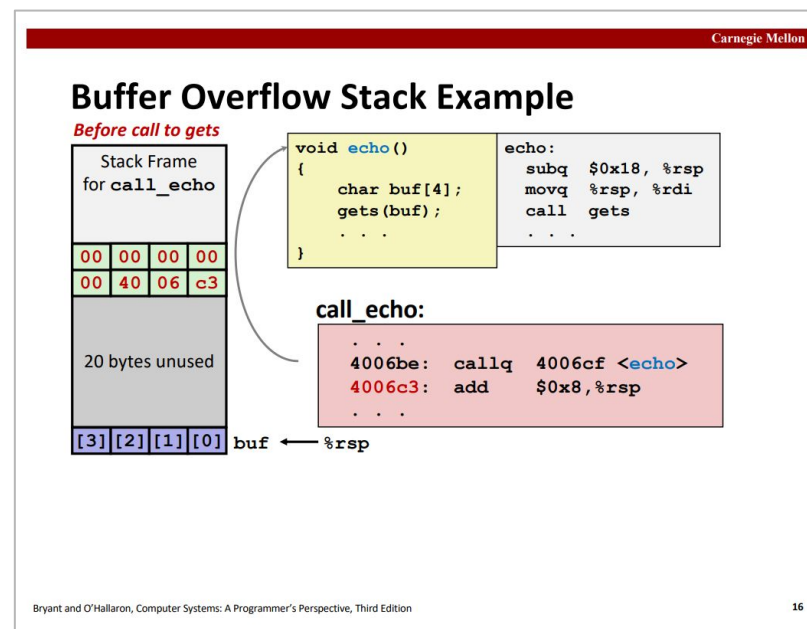 Carnegie Mellon
Buffer Overflow Stack Example
Before call to gets
Stack Frame
for call_echo
00 00 00 00
00 40 06 c3
20 bytes unused
[3] [2] [1] [0] buf ← %rsp
void echo()
{
    char buf[4];
    gets(buf);
    . . .
}
echo:
  subq  $0x18, %rsp
  movq  %rsp, %rdi
  call  gets
  . . .
call_echo:
. . .
4006be:  callq  4006cf <echo>
4006c3:  add    $0x8,%rsp
. . .
Bryant and O'Hallaron, Computer Systems: A Programmer's Perspective, Third Edition
16